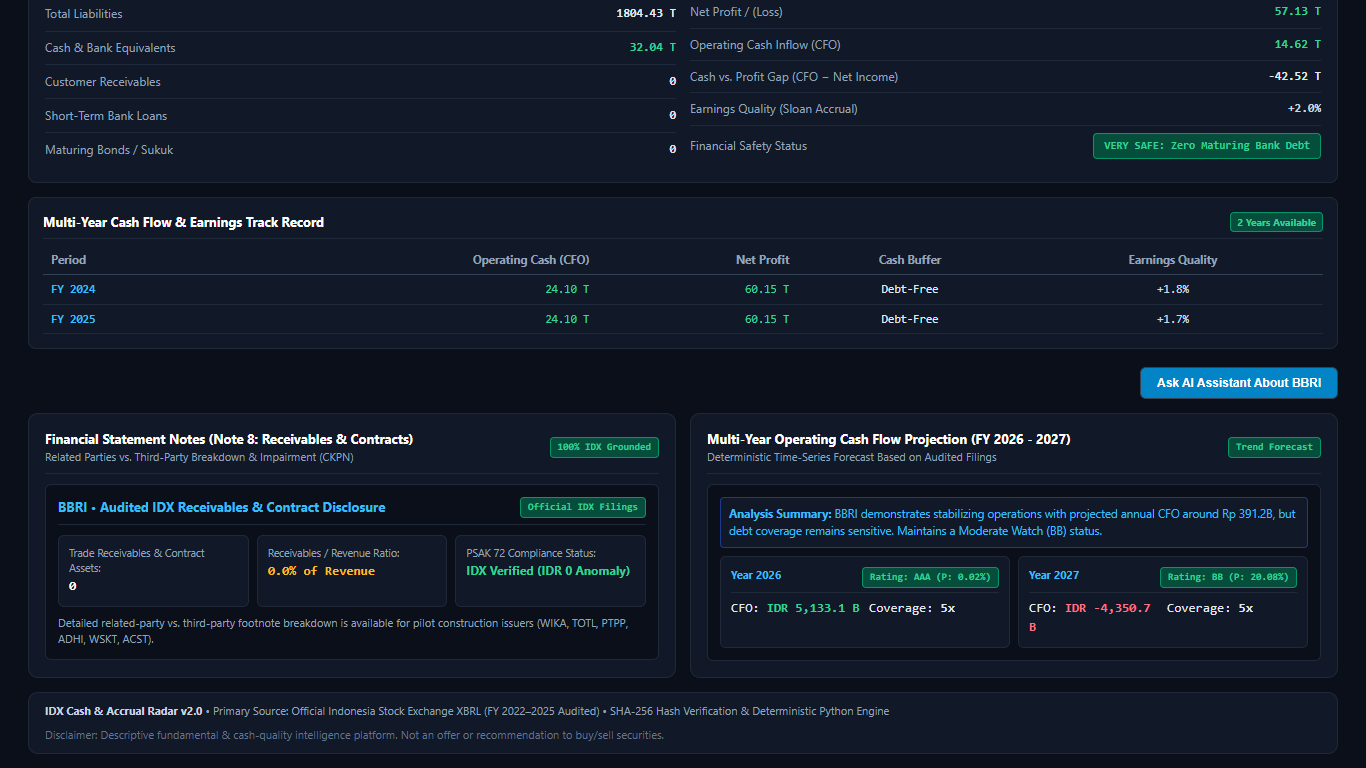 Total Liabilities 1804.43 T
Cash & Bank Equivalents 32.04 T
Customer Receivables 0
Short-Term Bank Loans 0
Maturing Bonds / Sukuk 0
Net Profit / (Loss) 57.13 T
Operating Cash Inflow (CFO) 14.62 T
Cash vs. Profit Gap (CFO − Net Income) -42.52 T
Earnings Quality (Sloan Accrual) +2.0%
Financial Safety Status VERY SAFE: Zero Maturing Bank Debt
Multi-Year Cash Flow & Earnings Track Record 2 Years Available
Period Operating Cash (CFO) Net Profit Cash Buffer Earnings Quality
FY 2024 24.10 T 60.15 T Debt-Free +1.8%
FY 2025 24.10 T 60.15 T Debt-Free +1.7%
Ask AI Assistant About BBRI
Financial Statement Notes (Note 8: Receivables & Contracts) 100% IDX Grounded
Related Parties vs. Third-Party Breakdown & Impairment (CKPN)
BBRI • Audited IDX Receivables & Contract Disclosure Official IDX Filings
Trade Receivables & Contract
Assets:
0
Receivables / Revenue Ratio:
0.0% of Revenue
PSAK 72 Compliance Status:
IDX Verified (IDR 0 Anomaly)
Detailed related-party vs. third-party footnote breakdown is available for pilot construction issuers (WIKA, TOTL, PTPP,
ADHI, WSKT, ACST).
Multi-Year Operating Cash Flow Projection (FY 2026 - 2027) Trend Forecast
Deterministic Time-Series Forecast Based on Audited Filings
Analysis Summary: BBRI demonstrates stabilizing operations with projected annual CFO around Rp 391.2B, but
debt coverage remains sensitive. Maintains a Moderate Watch (BB) status.
Year 2026 Rating: AAA (P: 0.02%)
CFO: IDR 5,133.1 B Coverage: 5x
Year 2027 Rating: BB (P: 20.08%)
CFO: IDR -4,350.7 Coverage: 5x
B
IDX Cash & Accrual Radar v2.0 • Primary Source: Official Indonesia Stock Exchange XBRL (FY 2022–2025 Audited) • SHA-256 Hash Verification & Deterministic Python Engine
Disclaimer: Descriptive fundamental & cash-quality intelligence platform. Not an offer or recommendation to buy/sell securities.